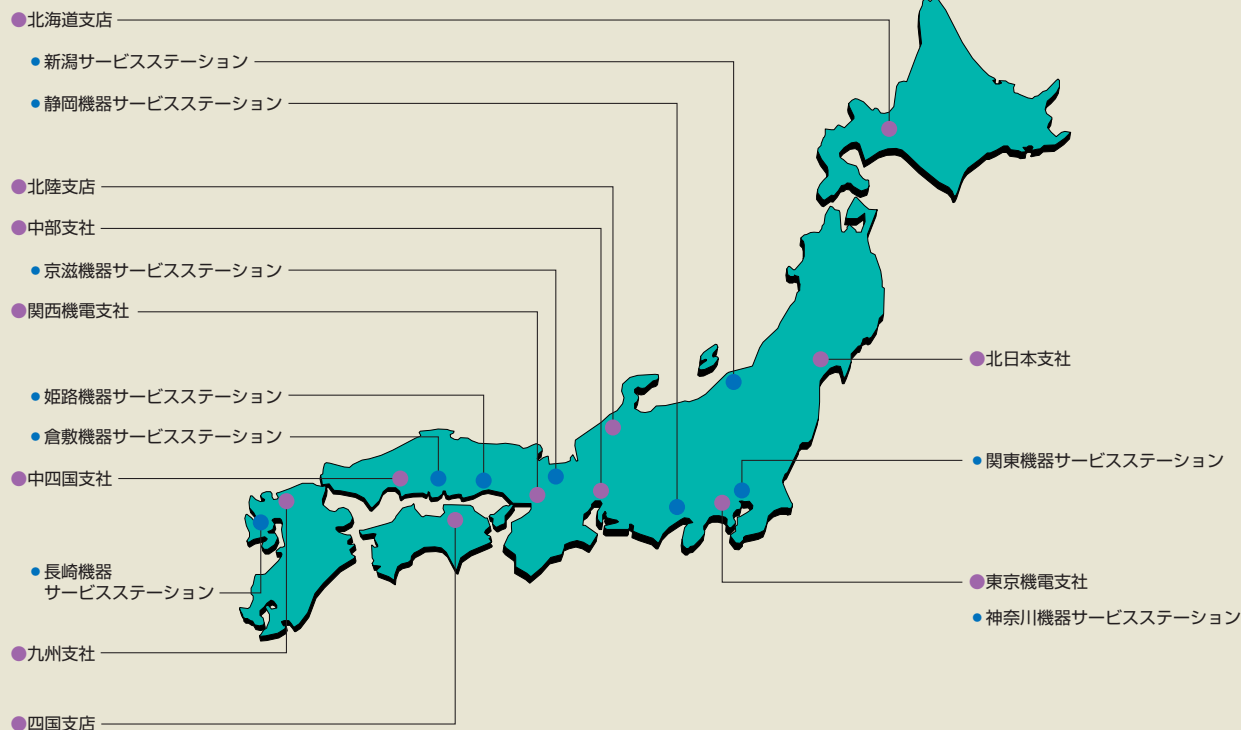 北海道支店
新潟サービスステーション
静岡機器サービスステーション
北陸支店
中部支社
京滋機器サービスステーション
関西機電支社
姫路機器サービスステーション
倉敷機器サービスステーション
中四国支社
長崎機器
サービスステーション
九州支社
四国支店
北日本支社
関東機器サービスステーション
東京機電支社
神奈川機器サービスステーション